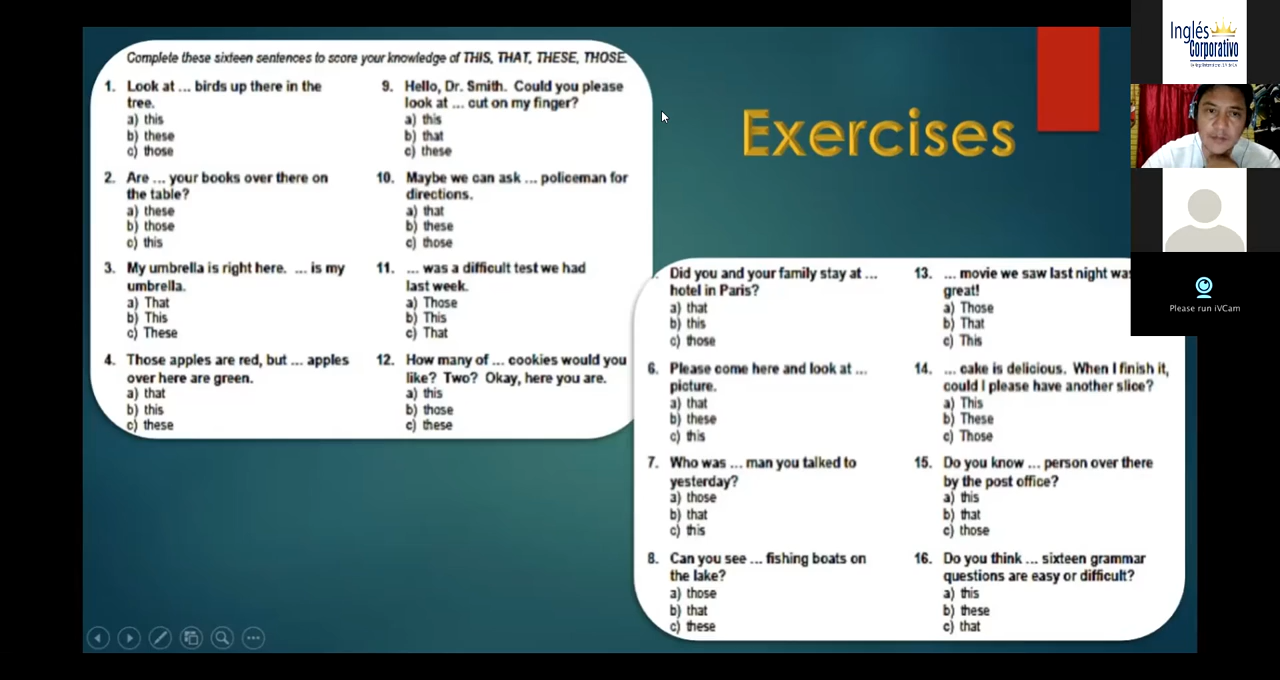 Complete these sixteen sentences to score your knowledge of THIS, THAT, THESE, THOSE.
1. Look at ... birds up there in the
tree.
a) this
b) these
c) those
2. Are ... your books over there on
the table?
a) these
b) those
c) this
3. My umbrella is right here. ... is my
umbrella.
a) That
b) This
c) These
4. Those apples are red, but ... apples
over here are green.
a) that
b) this
c) these
9. Hello, Dr. Smith. Could you please
look at ... cut on my finger?
a) this
b) that
c) these
10. Maybe we can ask ... policeman for
directions.
a) that
b) these
c) those
11. ... was a difficult test we had
last week.
a) Those
b) This
c) That
12. How many of ... cookies would you
like? Two? Okay, here you are.
a) this
b) those
c) these
Exercises
Did you and your family stay at ...
hotel in Paris?
a) that
b) this
c) those
6. Please come here and look at ...
picture.
a) that
b) these
c) this
7. Who was ... man you talked to
yesterday?
a) those
b) that
c) this
8. Can you see ... fishing boats on
the lake?
a) those
b) that
c) these
13. ... movie we saw last night was
great!
a) Those
b) That
c) This
14. ... cake is delicious. When I finish it,
could I please have another slice?
a) This
b) These
c) Those
15. Do you know ... person over there
by the post office?
a) this
b) that
c) those
16. Do you think ... sixteen grammar
questions are easy or difficult?
a) this
b) these
c) that
Inglés
Corporativo
Please run iVCam